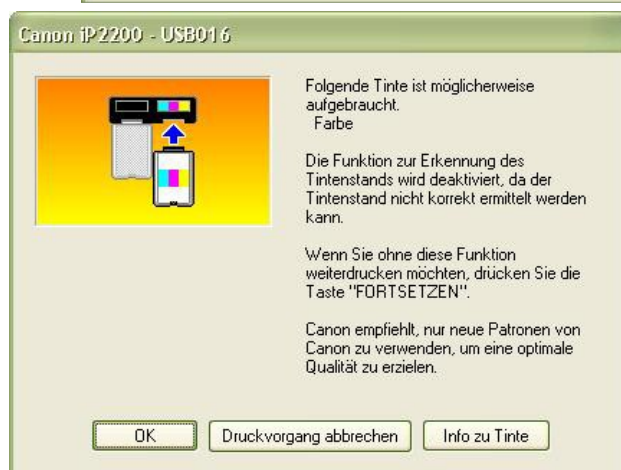 Canon iP2200 - USB016
Folgende Tinte ist möglicherweise
aufgebraucht.
Farbe
Die Funktion zur Erkennung des
Tintenstands wird deaktiviert, da der
Tintenstand nicht korrekt ermittelt werden
kann.
Wenn Sie ohne diese Funktion
weiterdrucken möchten, drücken Sie die
Taste "FORTSETZEN".
Canon empfiehlt, nur neue Patronen von
Canon zu verwenden, um eine optimale
Qualität zu erzielen.
OK
Druckvorgang abbrechen
Info zu Tinte